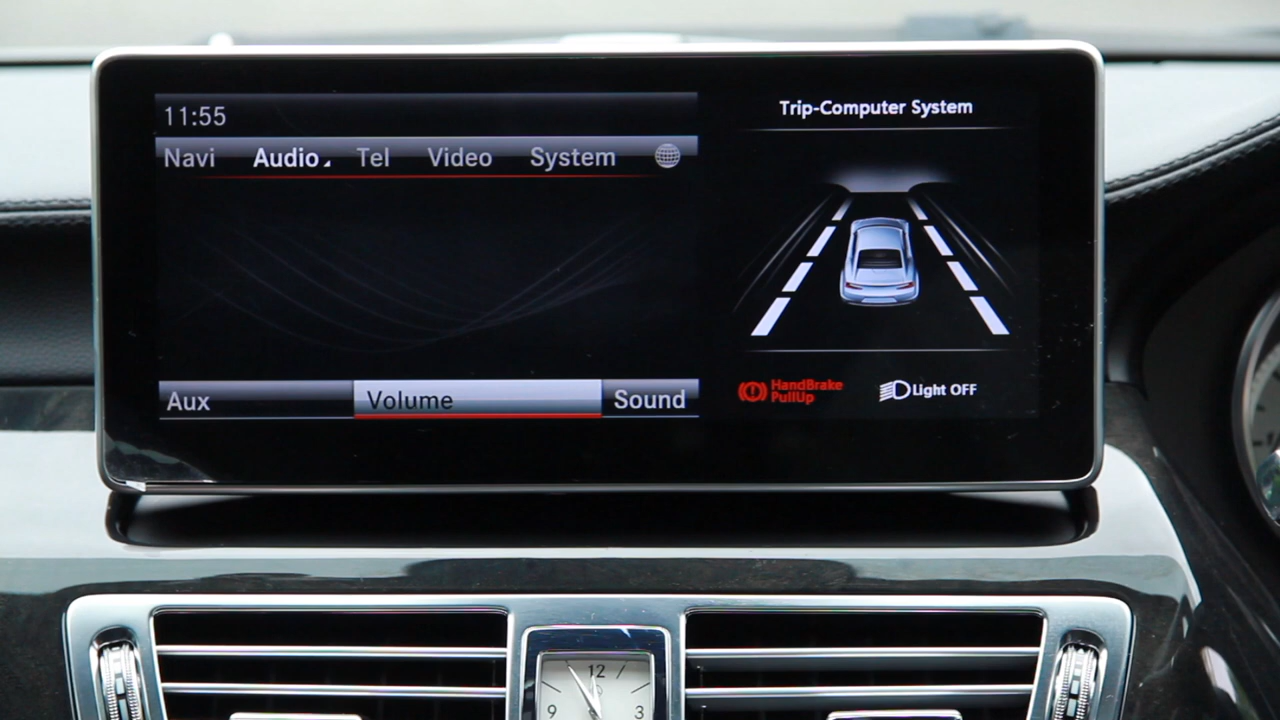 11:55
Navi Audio Tel Video System
Aux Volume Sound
Trip-Computer System
HandBrake
PullUp
Light OFF
12
9 3